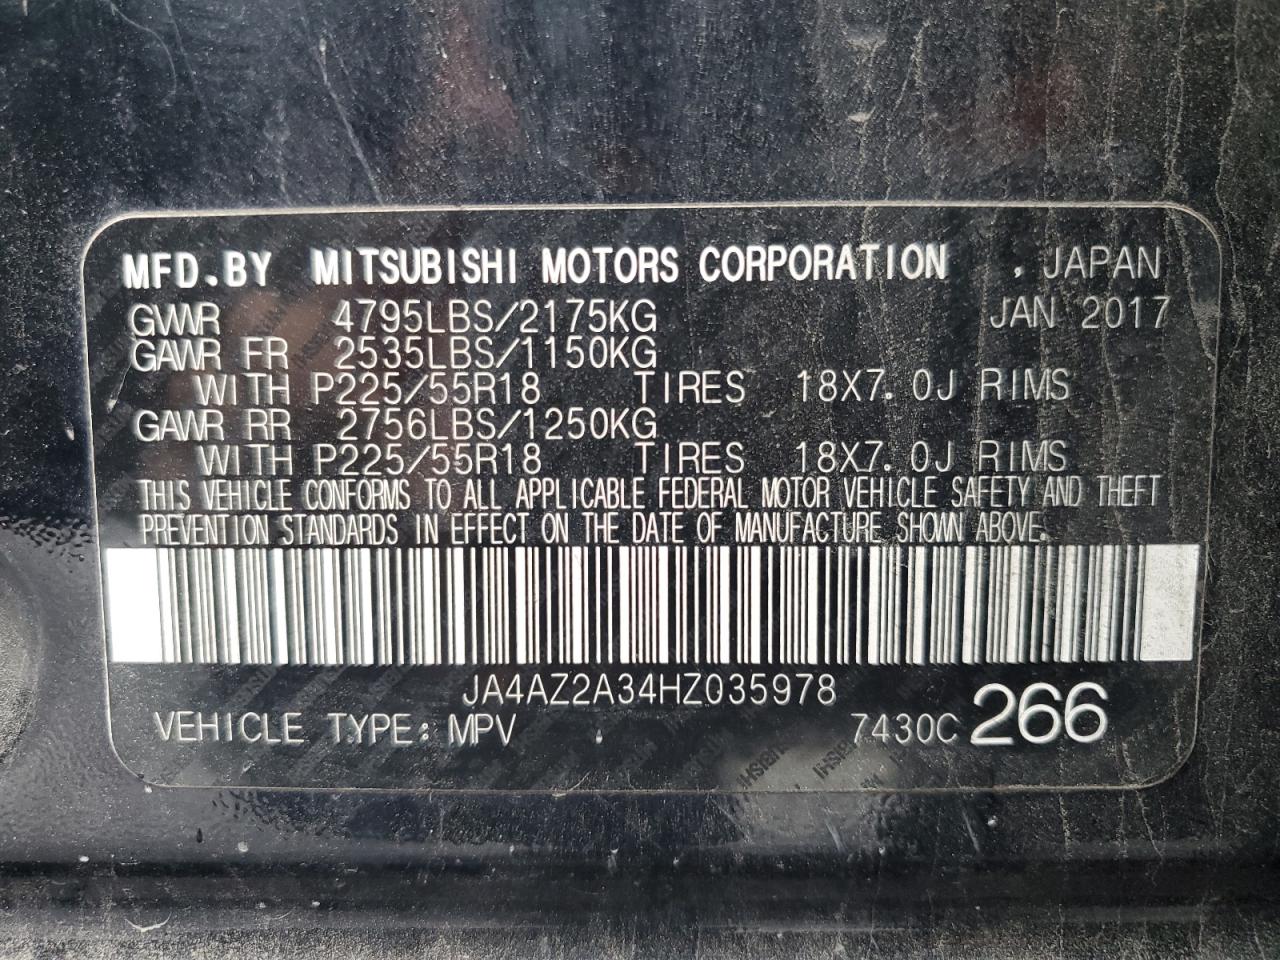 MFD.BY MITSUBISHI MOTORS CORPORATION , JAPAN
GVWR 4795LBS/2175KG JAN 2017
GAWR FR 2535LBS/1150KG
WITH P225/55R18 TIRES 18X7.0J RIMS
GAWR RR 2756LBS/1250KG
WITH P225/55R18 TIRES 18X7.0J RIMS
THIS VEHICLE CONFORMS TO ALL APPLICABLE FEDERAL MOTOR VEHICLE SAFETY AND THEFT
PREVENTION STANDARDS IN EFFECT ON THE DATE OF MANUFACTURE SHOWN ABOVE.
JA4AZ2A34HZ035978
VEHICLE TYPE: MPV 7430C 266